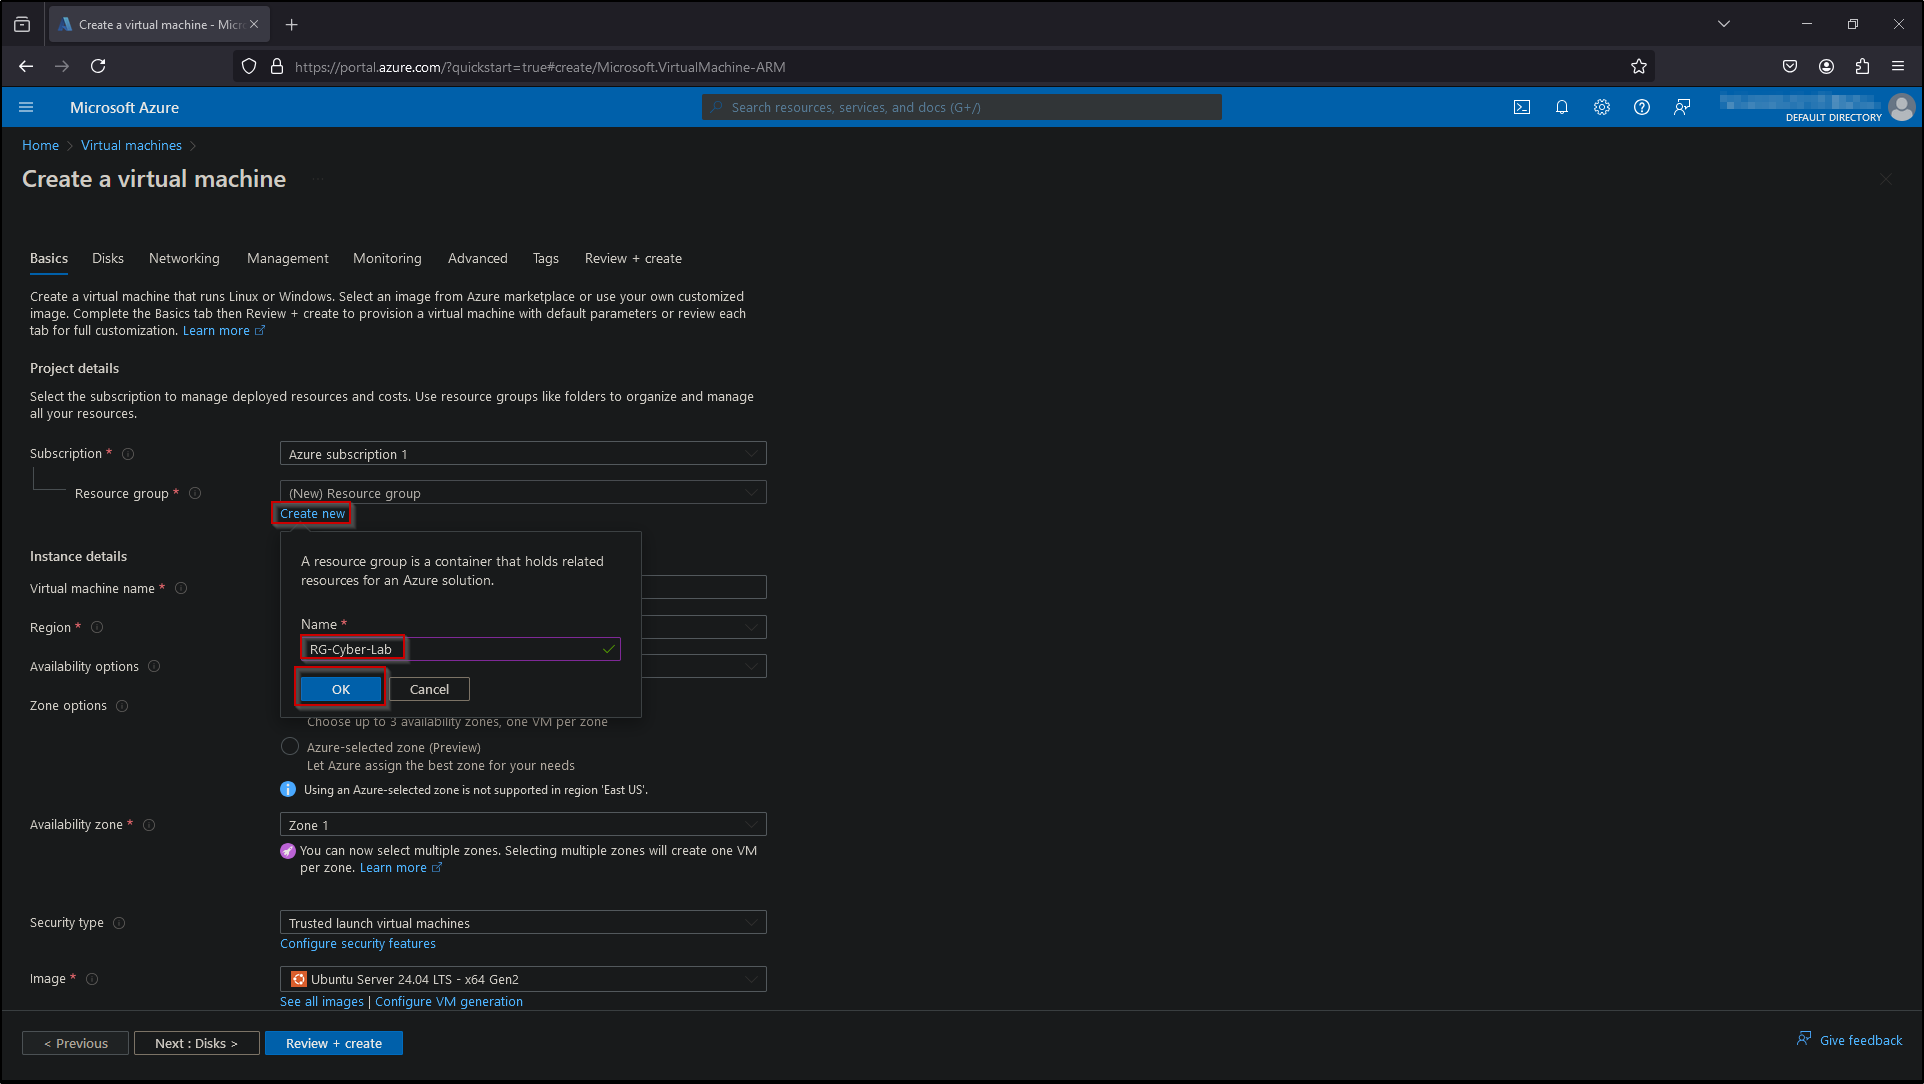 Create a virtual machine - Micr
https://portal.azure.com/?quickstart=true#create/Microsoft.VirtualMachine-ARM
Microsoft Azure
Search resources, services, and docs (G+/)
DEFAULT DIRECTORY
Home > Virtual machines >
Create a virtual machine
Basics Disks Networking Management Monitoring Advanced Tags Review + create
Create a virtual machine that runs Linux or Windows. Select an image from Azure marketplace or use your own customized
image. Complete the Basics tab then Review + create to provision a virtual machine with default parameters or review each
tab for full customization. Learn more
Project details
Select the subscription to manage deployed resources and costs. Use resource groups like folders to organize and manage
all your resources.
Subscription * Azure subscription 1
Resource group * (New) Resource group
Create new
A resource group is a container that holds related
resources for an Azure solution.
Name *
RG-Cyber-Lab
OK Cancel
Instance details
Virtual machine name *
Region *
Availability options
Zone options
Choose up to 3 availability zones, one VM per zone
Azure-selected zone (Preview)
Let Azure assign the best zone for your needs
Using an Azure-selected zone is not supported in region 'East US'.
Availability zone * Zone 1
You can now select multiple zones. Selecting multiple zones will create one VM
per zone. Learn more
Security type Trusted launch virtual machines
Configure security features
Image * Ubuntu Server 24.04 LTS - x64 Gen2
See all images | Configure VM generation
< Previous Next : Disks > Review + create
Give feedback